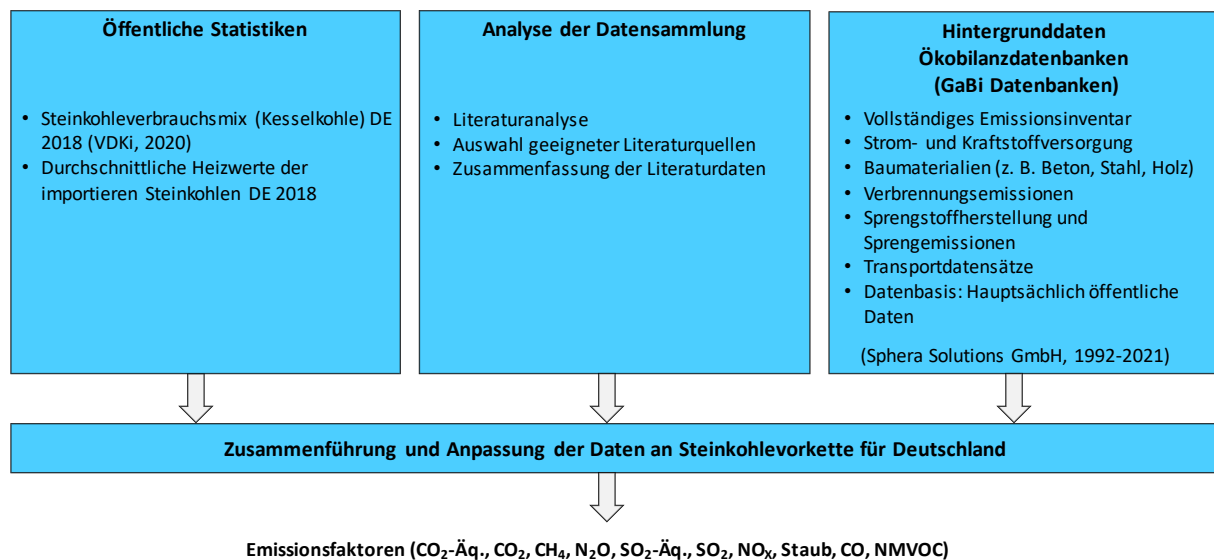 Öffentliche Statistiken
• Steinkohleverbrauchsmix (Kesselkohle) DE
2018 (VDKi, 2020)
• Durchschnittliche Heizwerte der
importieren Steinkohlen DE 2018
Analyse der Datensammlung
• Literaturanalyse
• Auswahl geeigneter Literaturquellen
• Zusammenfassung der Literaturdaten
Hintergrunddaten
Ökobilanzdatenbanken
(GaBi Datenbanken)
• Vollständiges Emissionsinventar
• Strom- und Kraftstoffversorgung
• Baumaterialien (z. B. Beton, Stahl, Holz)
• Verbrennungsemissionen
• Sprengstoffherstellung und
Sprengemissionen
• Transportdatensätze
• Datenbasis: Hauptsächlich öffentliche
Daten
(Sphera Solutions GmbH, 1992-2021)
Zusammenführung und Anpassung der Daten an Steinkohlevorkette für Deutschland
Emissionsfaktoren (CO₂-Äq., CO₂, CH₄, N₂O, SO₂-Äq., SO₂, NOₓ, Staub, CO, NMVOC)